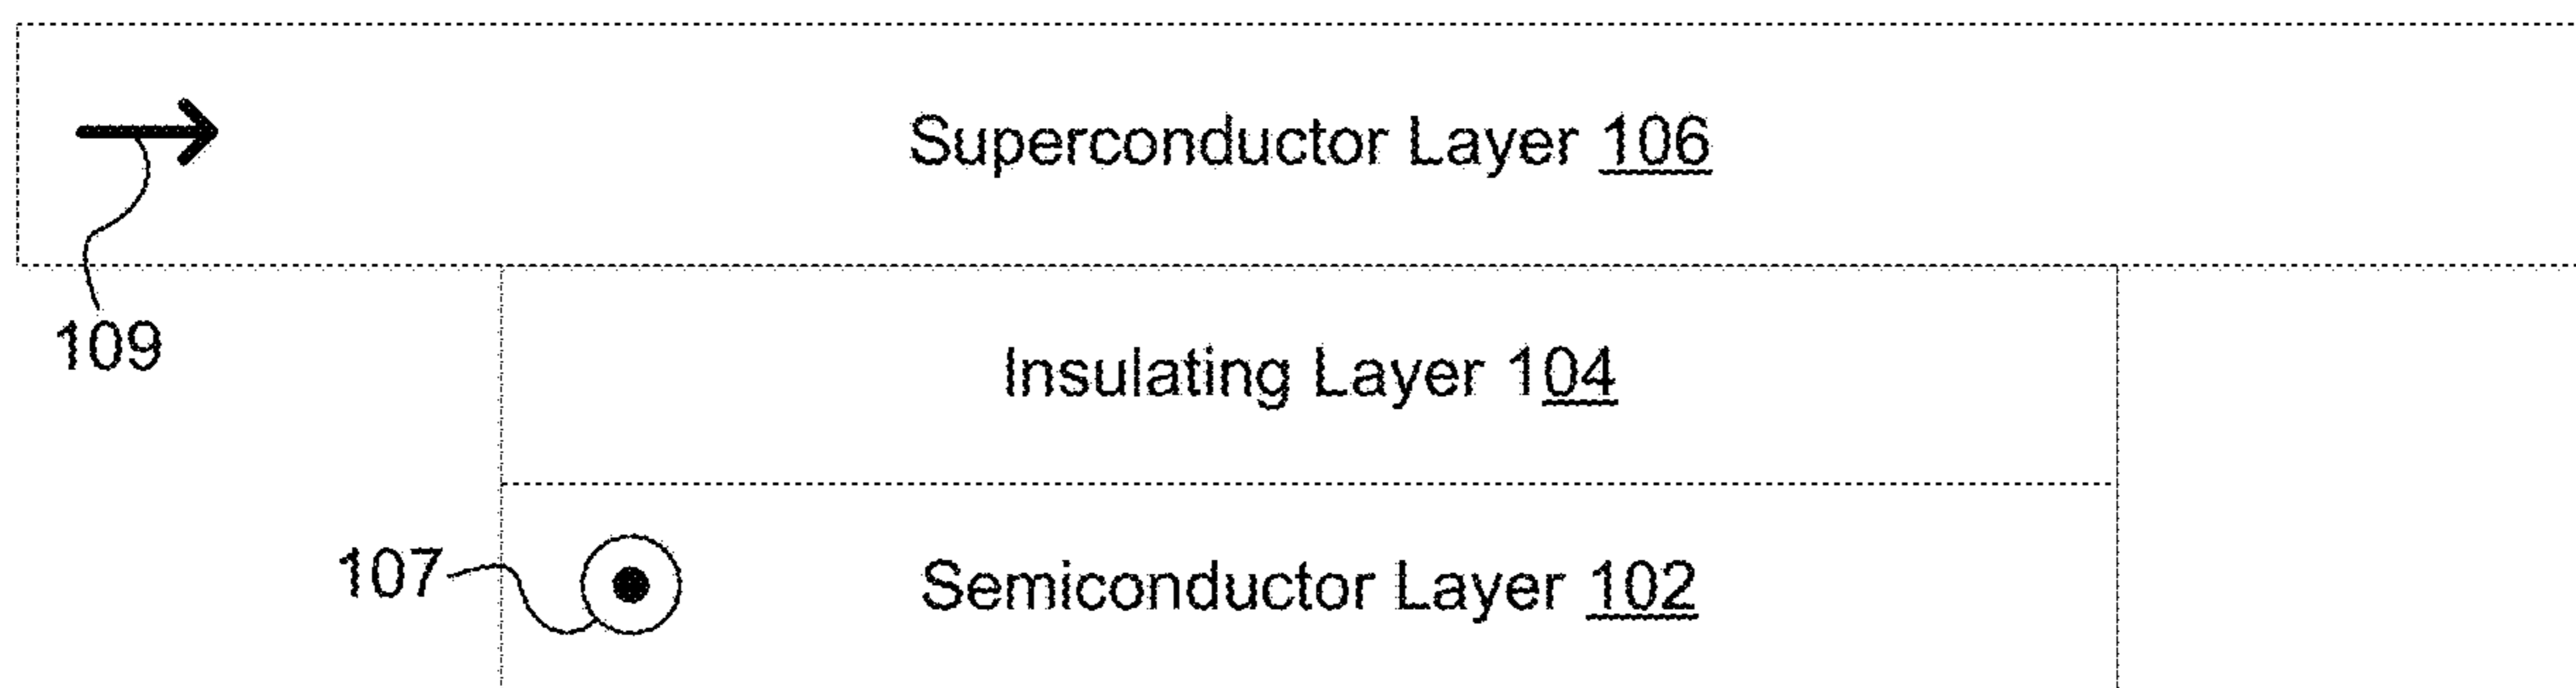 Superconductor Layer 106
109
Insulating Layer 104
107
Semiconductor Layer 102